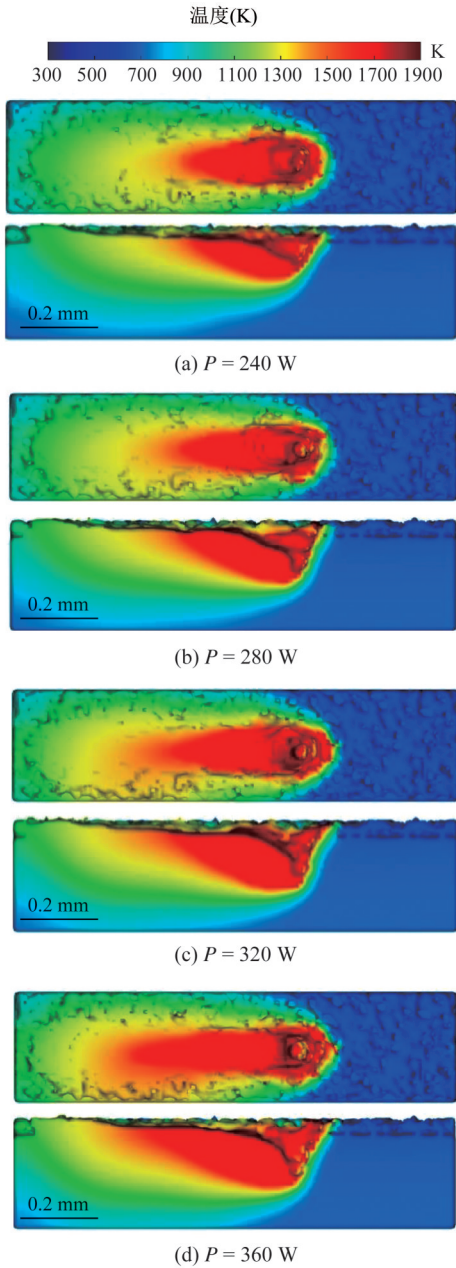 温度(K)
K
300 500 700 900 1100 1300 1500 1700 1900
0.2 mm
(a) P = 240 W
0.2 mm
(b) P = 280 W
0.2 mm
(c) P = 320 W
0.2 mm
(d) P = 360 W